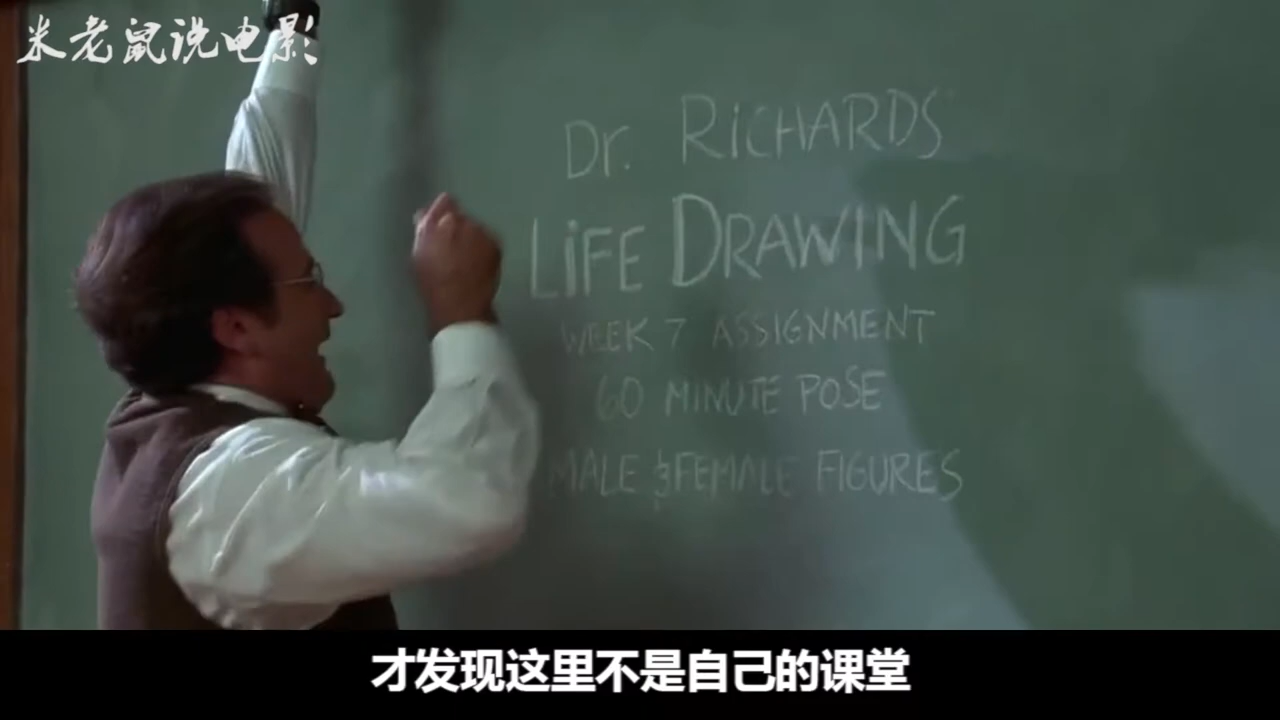 米老鼠说电影
Dr. RICHARDS
LiFE DRAWING
WEEK 7 ASSIGNMENT
60 MINUTE POSE
MALE & FEMALE FIGURES
才发现这里不是自己的课堂